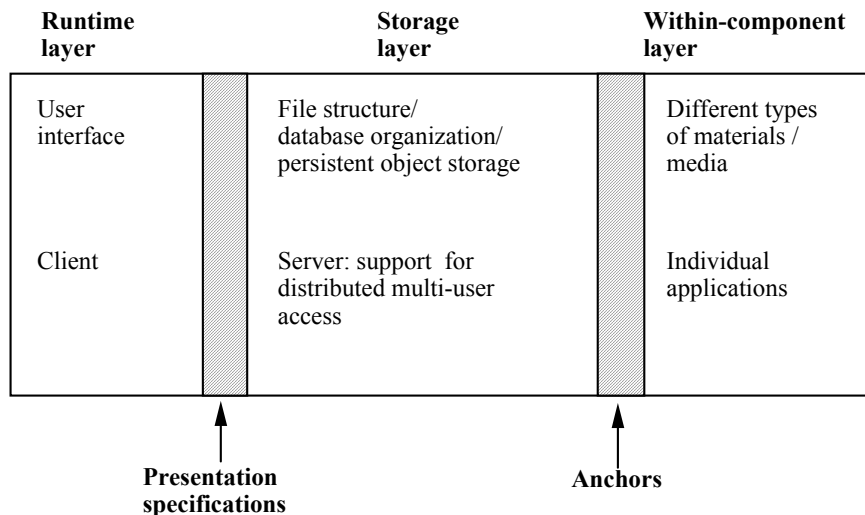 Runtime
layer
Storage
layer
Within-component
layer
User
interface
File structure/
database organization/
persistent object storage
Different types
of materials /
media
Client
Server: support for
distributed multi-user
access
Individual
applications
Presentation
specifications
Anchors